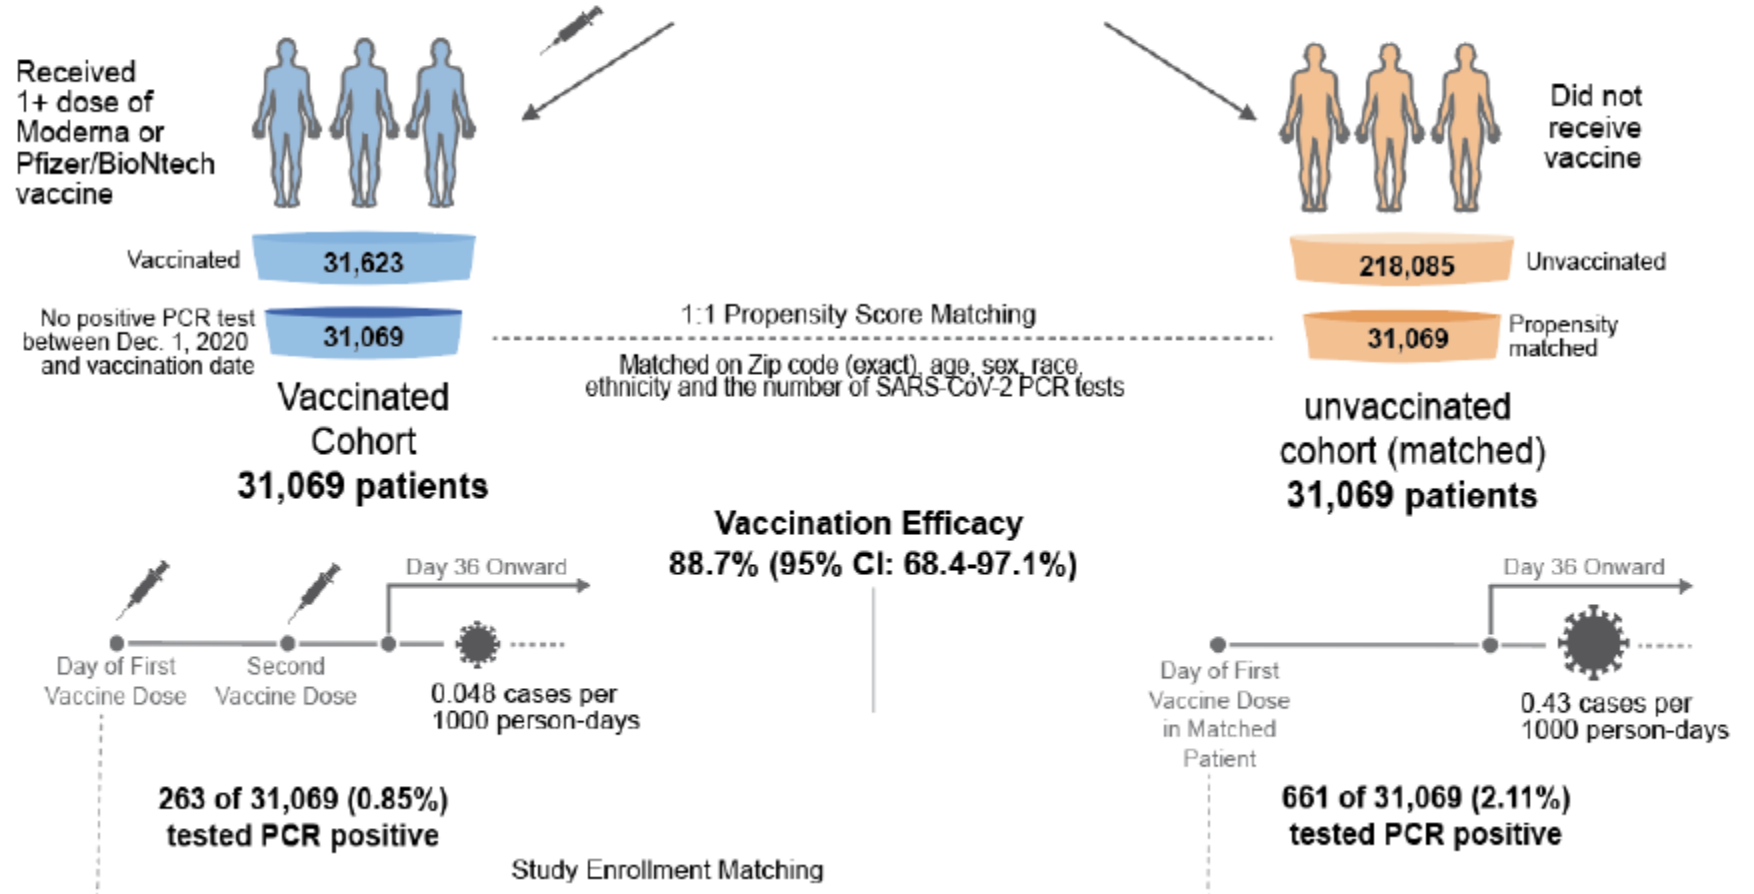 Received
1+ dose of
Moderna or
Pfizer/BioNtech
vaccine
Did not
receive
vaccine
Vaccinated
31,623
218,085
Unvaccinated
No positive PCR test
between Dec. 1, 2020
and vaccination date
31,069
1:1 Propensity Score Matching
Matched on Zip code (exact), age, sex, race,
ethnicity and the number of SARS-CoV-2 PCR tests
31,069
Propensity
matched
Vaccinated
Cohort
31,069 patients
unvaccinated
cohort (matched)
31,069 patients
Vaccination Efficacy
88.7% (95% CI: 68.4-97.1%)
Day 36 Onward
Day of First
Vaccine Dose
Second
Vaccine Dose
0.048 cases per
1000 person-days
263 of 31,069 (0.85%)
tested PCR positive
Day 36 Onward
Day of First
Vaccine Dose
in Matched
Patient
0.43 cases per
1000 person-days
661 of 31,069 (2.11%)
tested PCR positive
Study Enrollment Matching